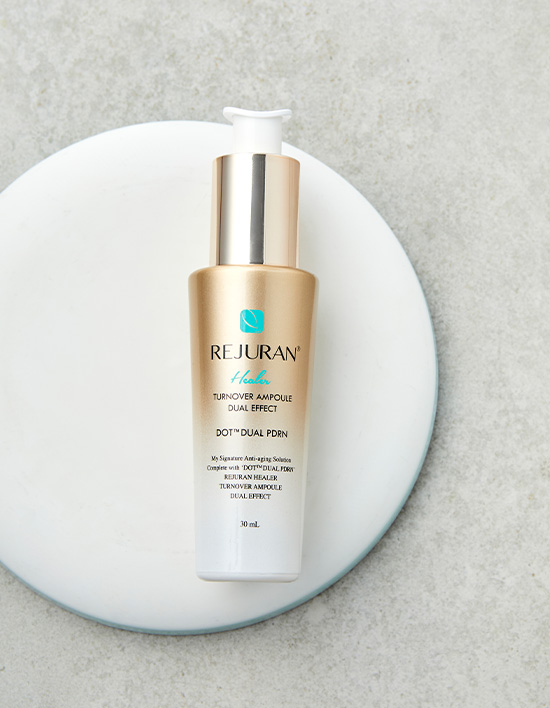 REJURAN®
Healer
TURNOVER AMPOULE
DUAL EFFECT
DOT™ DUAL PDRN
My Signature Anti-aging Solution
Complete with 'DOT™ DUAL PDRN'
REJURAN HEALER
TURNOVER AMPOULE
DUAL EFFECT
30 mL